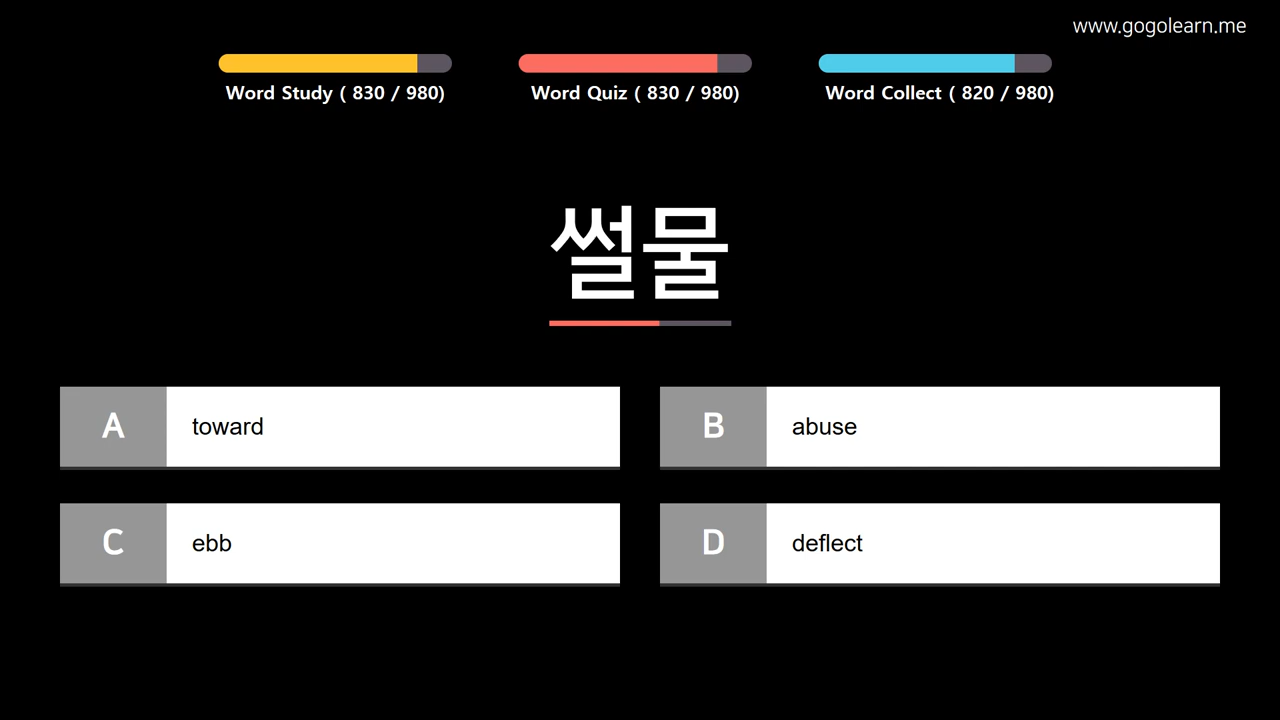 www.gogolearn.me
Word Study ( 830 / 980)
Word Quiz ( 830 / 980)
Word Collect ( 820 / 980)
썰물
A toward
B abuse
C ebb
D deflect